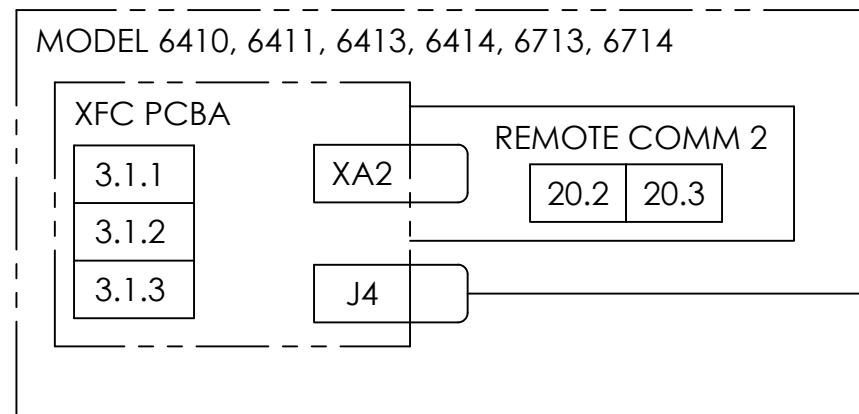 MODEL 6410, 6411, 6413, 6414, 6713, 6714
XFC PCBA
3.1.1
3.1.2
3.1.3
XA2
J4
REMOTE COMM 2
20.2 20.3